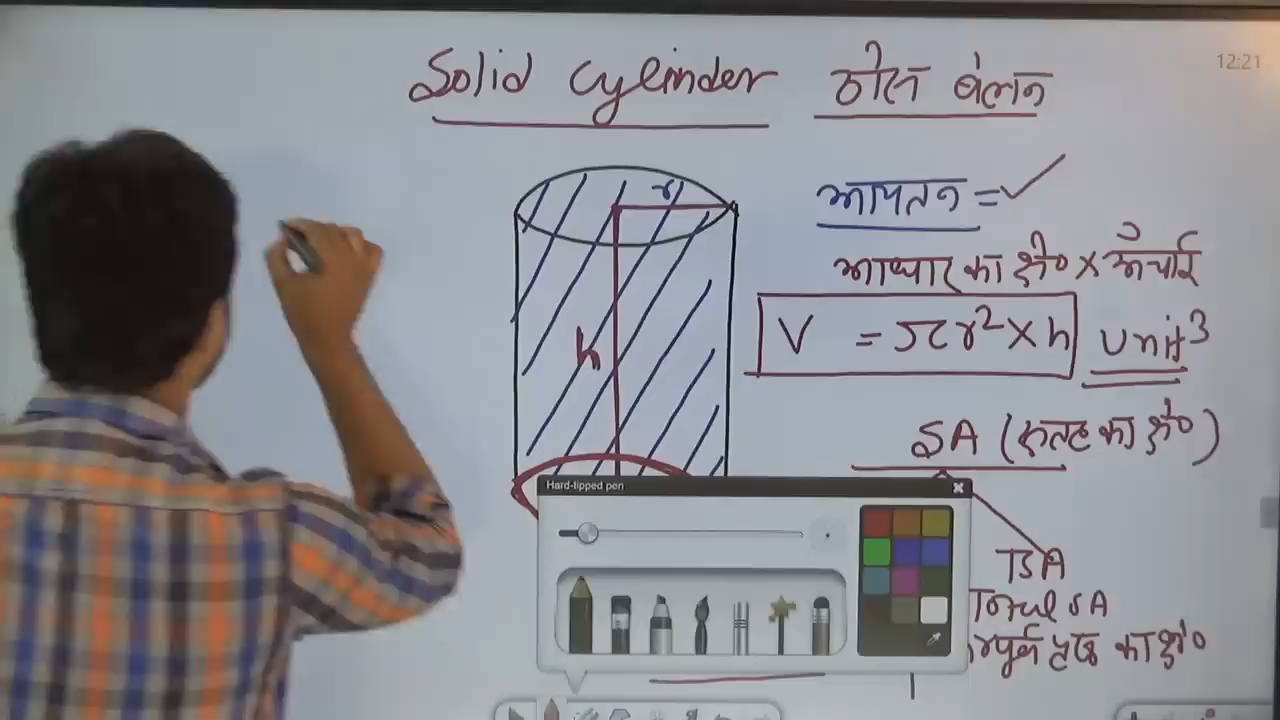 Solid Cylinder ठोस बेलन
12:21
r
आयतन =
आधार का क्षे० × ऊँचाई
h
V = πr² × h Unit³
SA (सतह का क्षे०)
Hard-tipped pen
TSA
Total SA
पृष्ठ का क्षे०